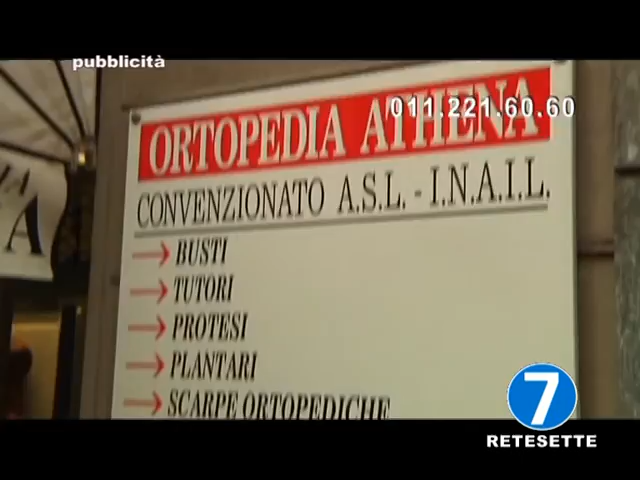 pubblicità
011.221.60.60
ORTOPEDIA ATHENA
CONVENZIONATO A.S.L. - I.N.A.I.L.
BUSTI
TUTORI
PROTESI
PLANTARI
SCARPE ORTOPEDICHE
A
7
RETESETTE